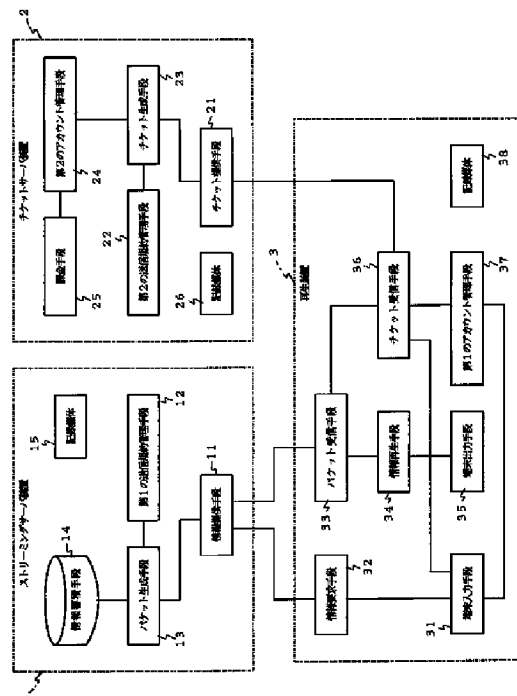 ストリーミングサーバ装置
14
情報蓄積手段
15
記録媒体
パケット生成手段
13
第1の送信規約管理手段
12
情報提供手段
11
2
チケットサーバ装置
課金手段
25
第2のアカウント管理手段
24
第2の送信規約管理手段
22
チケット生成手段
23
記録媒体
26
チケット提供手段
21
3
再生装置
情報要求手段
32
パケット受信手段
33
チケット受信手段
36
情報再生手段
34
記録媒体
38
端末入力手段
31
端末出力手段
35
第1のアカウント管理手段
37